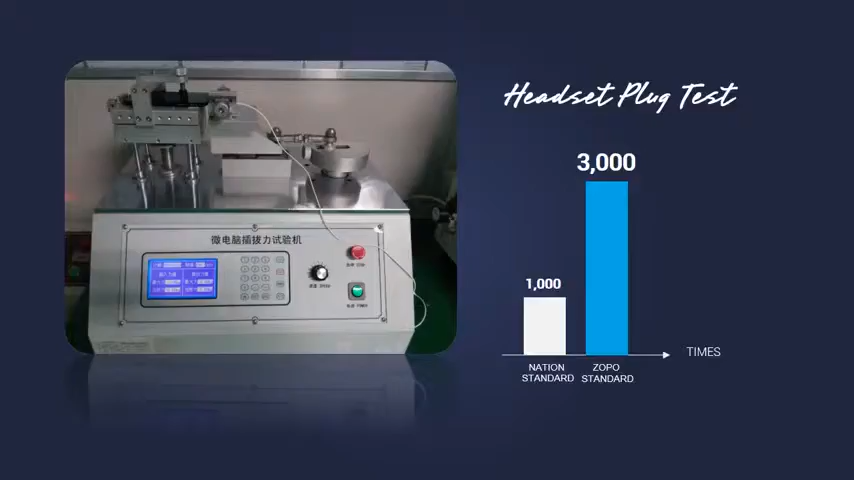 Headset Plug Test
3,000
1,000
TIMES
NATION STANDARD
ZOPO STANDARD
微电脑插拔力试验机